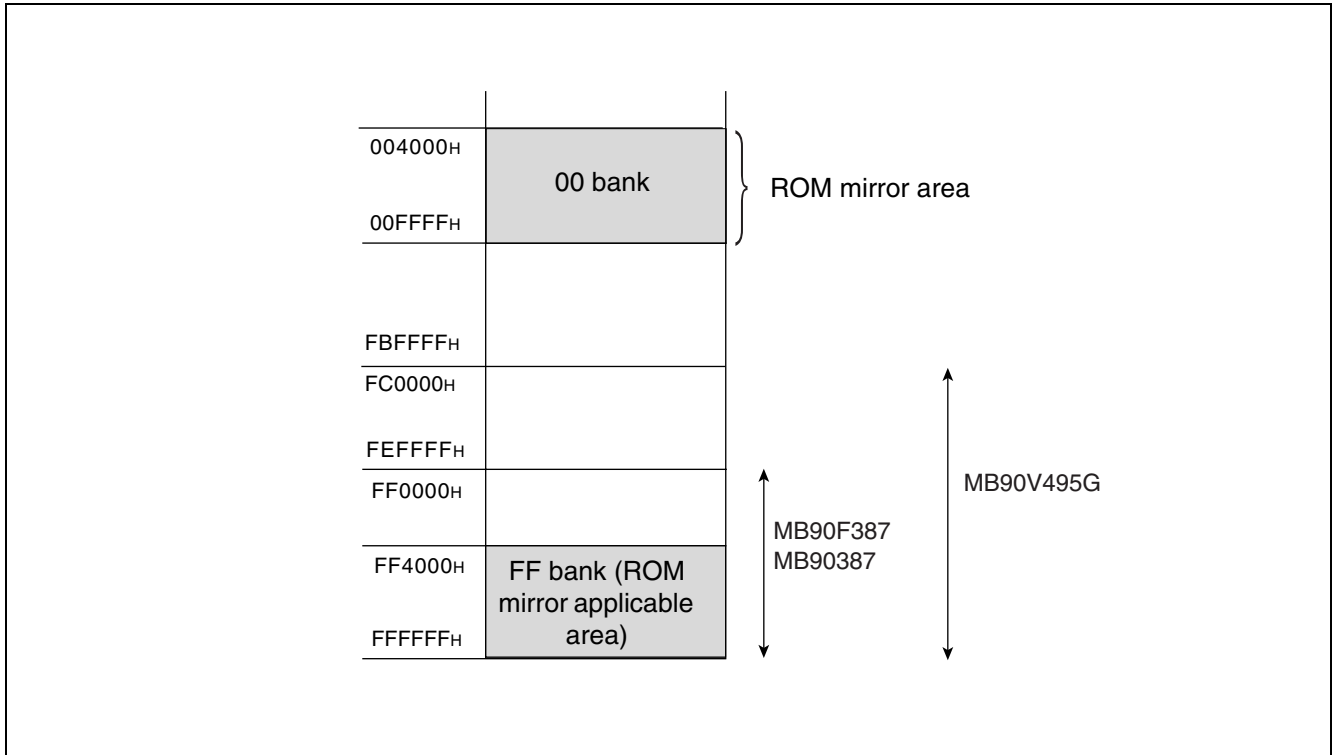 004000H
00 bank
ROM mirror area
00FFFFH
FBFFFFH
FC0000H
FEFFFFH
FF0000H
MB90V495G
MB90F387
MB90387
FF4000H
FF bank (ROM
mirror applicable
area)
FFFFFFH